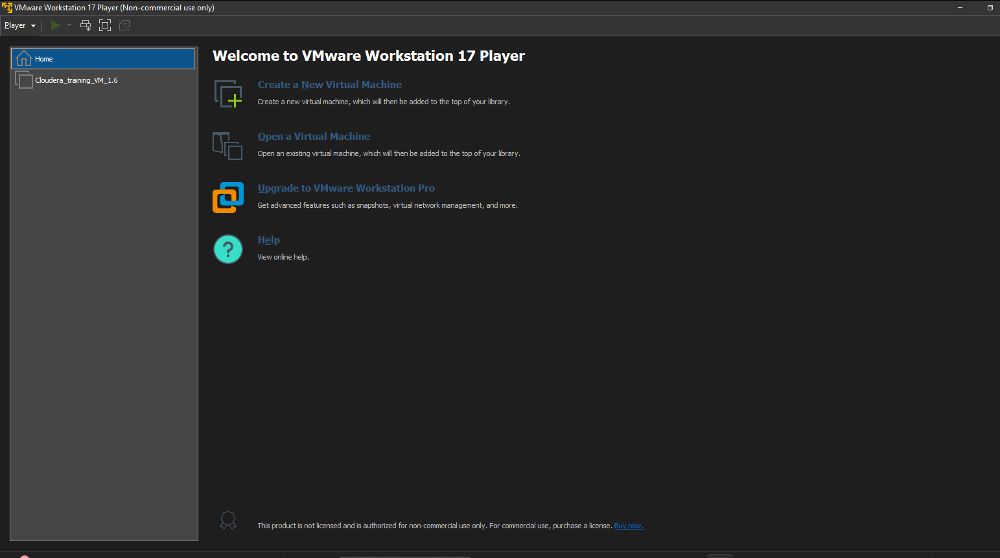 VMware Workstation 17 Player (Non-commercial use only)
Player
Home
Cloudera_training_VM_1.6
Welcome to VMware Workstation 17 Player
Create a New Virtual Machine
Create a new virtual machine, which will then be added to the top of your library.
Open a Virtual Machine
Open an existing virtual machine, which will then be added to the top of your library.
Upgrade to VMware Workstation Pro
Get advanced features such as snapshots, virtual network management, and more.
?
Help
View online help.
This product is not licensed and is authorized for non-commercial use only. For commercial use, purchase a license. Buy now.